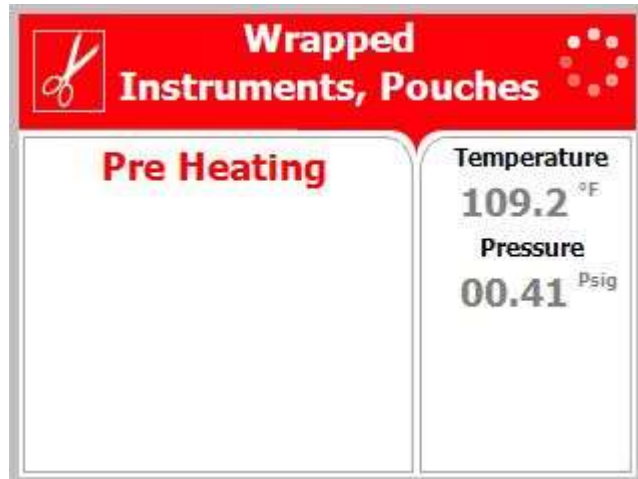 Wrapped
Instruments, Pouches
Pre Heating
Temperature
109.2 °F
Pressure
00.41 Psig